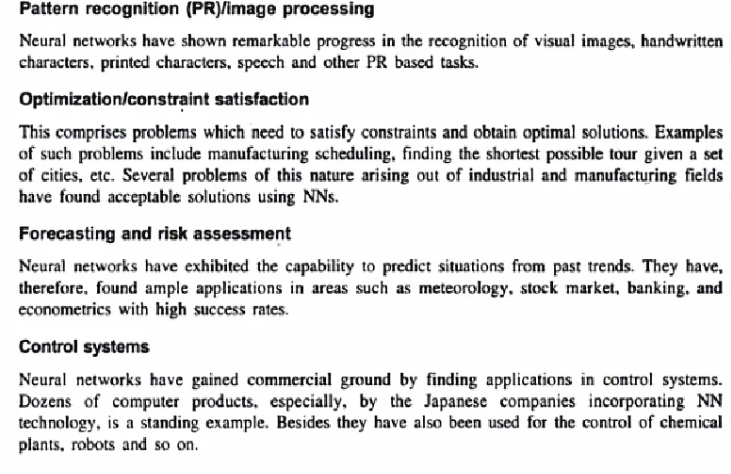 Pattern recognition (PR)/image processing
Neural networks have shown remarkable progress in the recognition of visual images, handwritten
characters, printed characters, speech and other PR based tasks.
Optimization/constraint satisfaction
This comprises problems which need to satisfy constraints and obtain optimal solutions. Examples
of such problems include manufacturing scheduling, finding the shortest possible tour given a set
of cities, etc. Several problems of this nature arising out of industrial and manufacturing fields
have found acceptable solutions using NNs.
Forecasting and risk assessment
Neural networks have exhibited the capability to predict situations from past trends. They have,
therefore, found ample applications in areas such as meteorology, stock market, banking, and
econometrics with high success rates.
Control systems
Neural networks have gained commercial ground by finding applications in control systems.
Dozens of computer products, especially, by the Japanese companies incorporating NN
technology, is a standing example. Besides they have also been used for the control of chemical
plants, robots and so on.